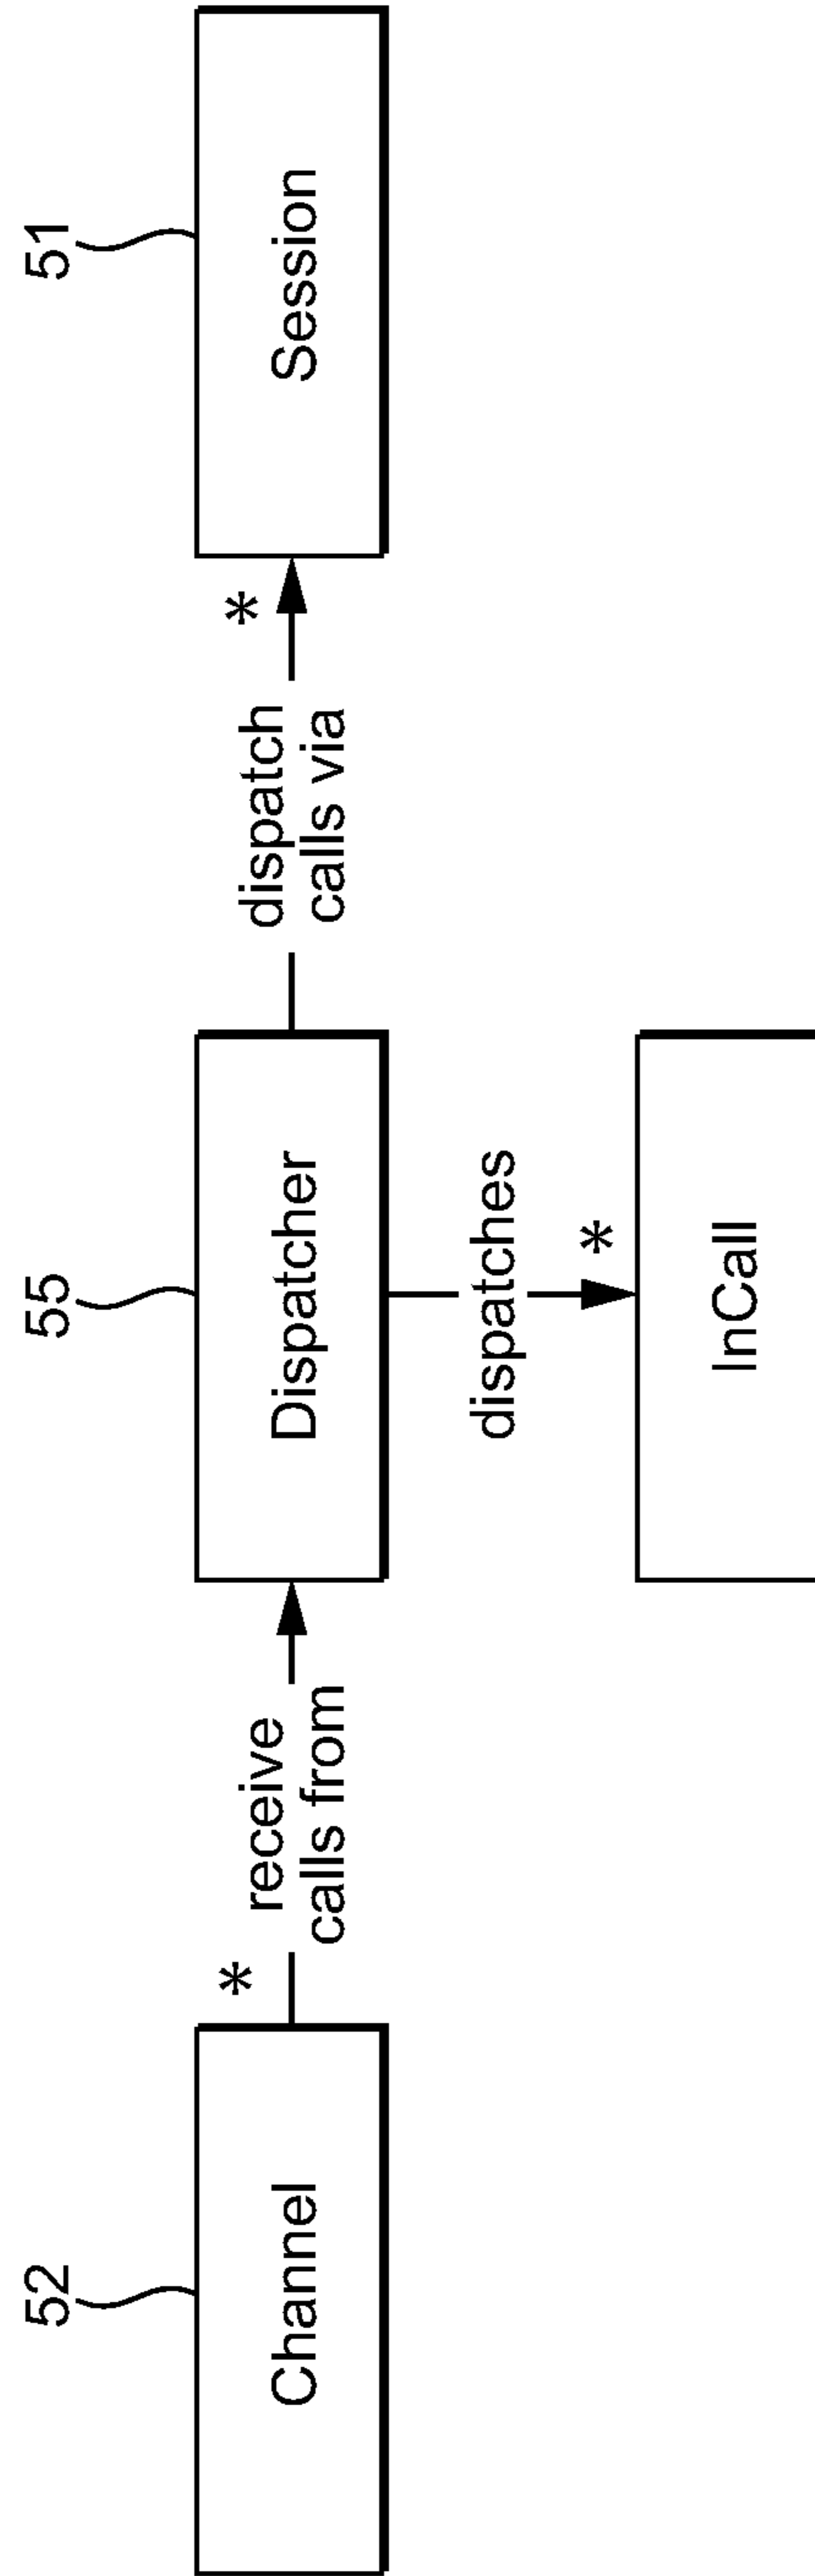 52
55
51
Channel
*
receive
calls from
Dispatcher
dispatch
calls via
*
Session
dispatches
*
InCall